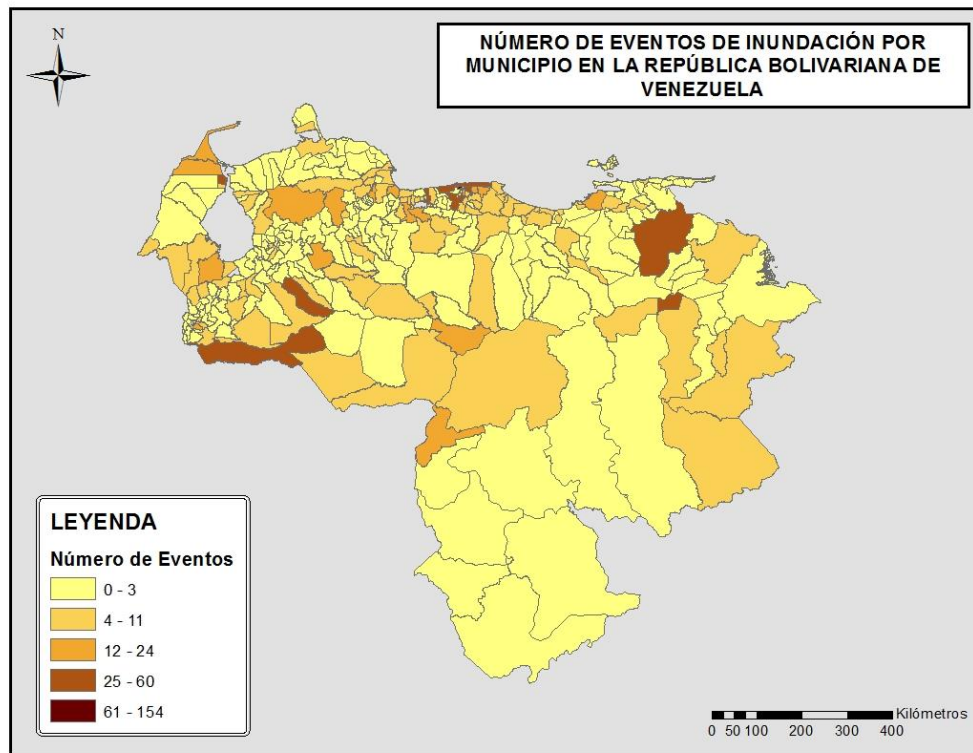 N
NÚMERO DE EVENTOS DE INUNDACIÓN POR
MUNICIPIO EN LA REPÚBLICA BOLIVARIANA DE
VENEZUELA
LEYENDA
Número de Eventos
0 - 3
4 - 11
12 - 24
25 - 60
61 - 154
Kilómetros
0 50 100 200 300 400